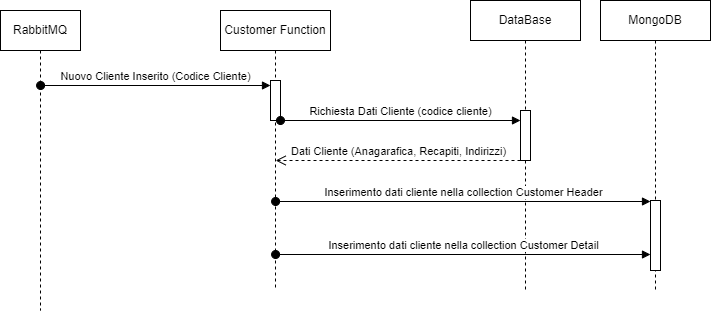 RabbitMQ
Customer Function
DataBase
MongoDB
Nuovo Cliente Inserito (Codice Cliente)
Richiesta Dati Cliente (codice cliente)
Dati Cliente (Anagarafica, Recapiti, Indirizzi)
Inserimento dati cliente nella collection Customer Header
Inserimento dati cliente nella collection Customer Detail